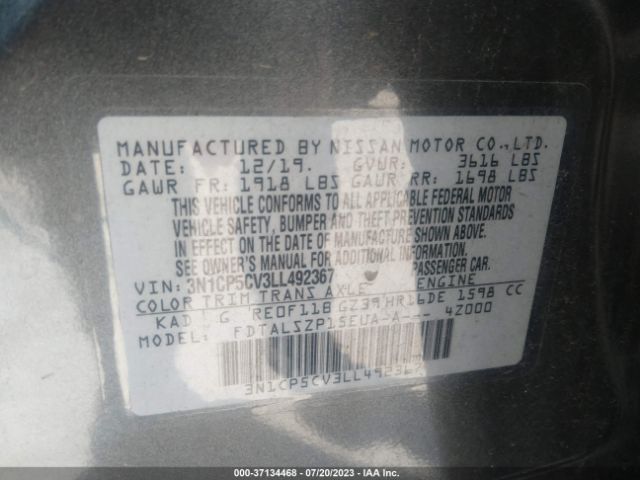 MANUFACTURED BY NISSAN MOTOR CO.,LTD.
DATE: 12/19. GVWR: 3616 LBS
GAWR FR: 1918 LBS GAWR RR: 1698 LBS
THIS VEHICLE CONFORMS TO ALL APPLICABLE FEDERAL MOTOR
VEHICLE SAFETY, BUMPER AND THEFT PREVENTION STANDARDS
IN EFFECT ON THE DATE OF MANUFACTURE SHOWN ABOVE.
SEE OWNER'S MANUAL FOR ADDITIONAL INFORMATION.
VIN: 3N1CP5CV3LL492367 PASSENGER CAR.
COLOR TRIM TRANS AXLE ENGINE
KAD G RE0F11B GZ39 HR16DE 1598 CC
MODEL: FDTALSZP15EUA-A--- 4Z000
3N1CP5CV3LL492367
000-37134468 - 07/20/2023 - IAA Inc.